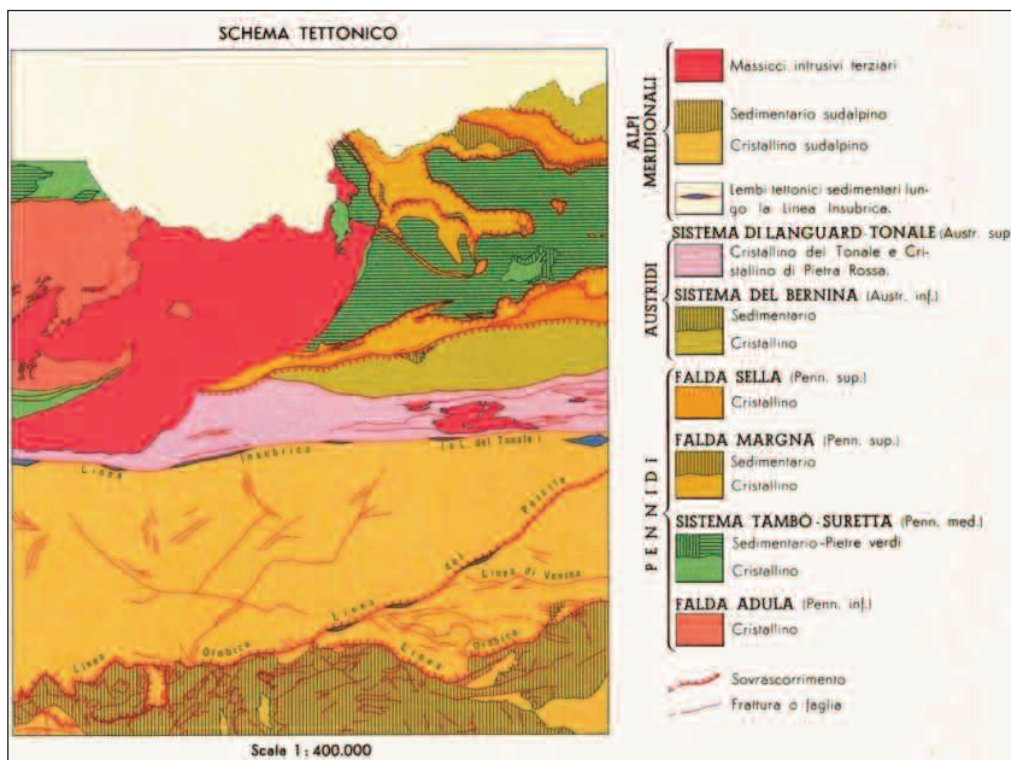 SCHEMA TETTONICO
Linea Insubrica (o L. del Tonale)
Linea del Passate
Linea di Venina
Linea Orobica Linea Orobica
Scala 1:400.000
ALPI MERIDIONALI
Massicci intrusivi terziari
Sedimentario sudalpino
Cristallino sudalpino
Lembi tettonici sedimentari lun-
go la Linea Insubrica.
AUSTRIDI
SISTEMA DI LANGUARD-TONALE (Austr. sup
Cristallino del Tonale e Cri-
stallino di Pietra Rossa.
SISTEMA DEL BERNINA (Austr. inf.)
Sedimentario
Cristallino
PENNIDI
FALDA SELLA (Penn. sup.)
Cristallino
FALDA MARGNA (Penn. sup.)
Sedimentario
Cristallino
SISTEMA TAMBÒ-SURETTA (Penn. med.)
Sedimentario-Pietre verdi
Cristallino
FALDA ADULA (Penn. inf.)
Cristallino
Sovrascorrimento
Frattura o faglia